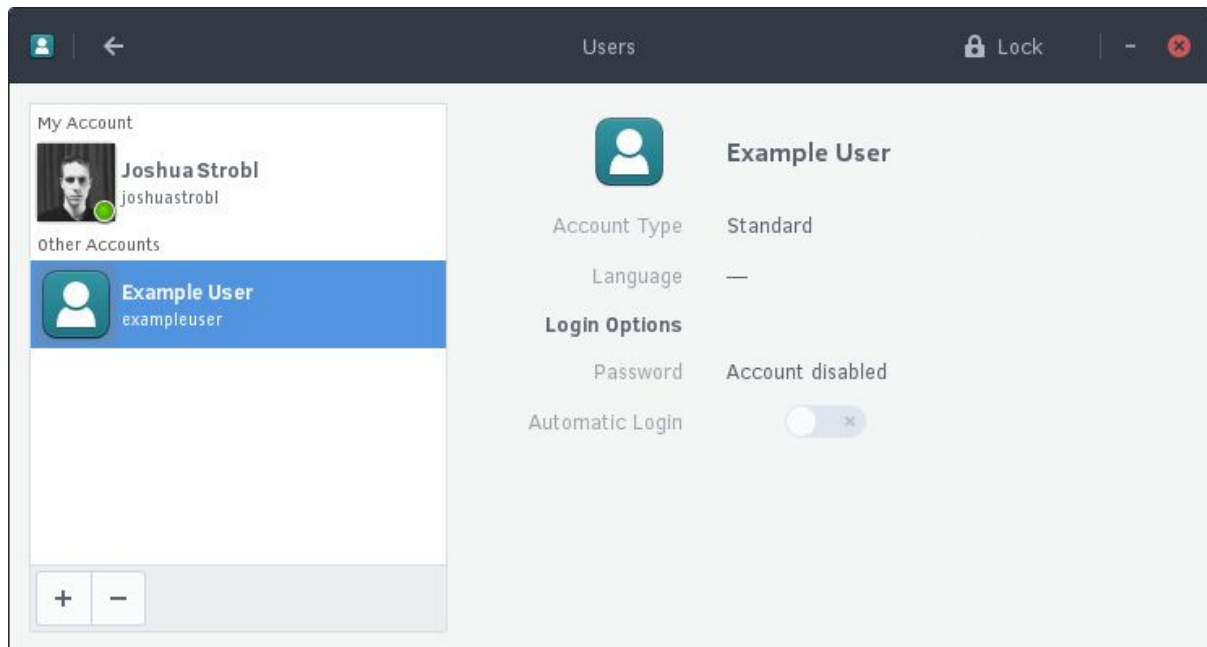 Users
Lock
My Account
Joshua Strobl
joshuastrobl
Other Accounts
Example User
exampleuser
Example User
Account Type Standard
Language —
Login Options
Password Account disabled
Automatic Login